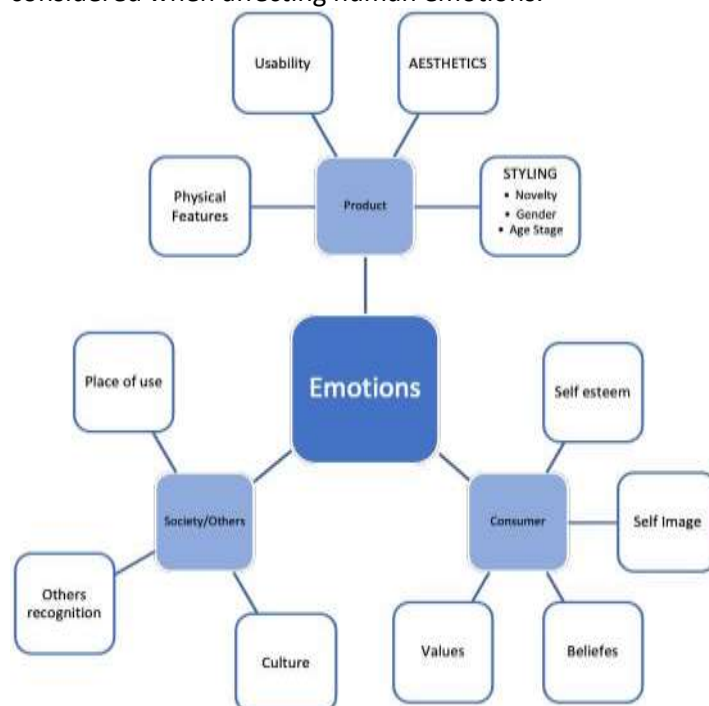 considered when affecting human emotions.
Usability
AESTHETICS
Physical
Features
Product
STYLING
• Novelty
• Gender
• Age Stage
Emotions
Place of use
Society/Others
Others
recognition
Culture
Self esteem
Consumer
Self Image
Values
Beliefes